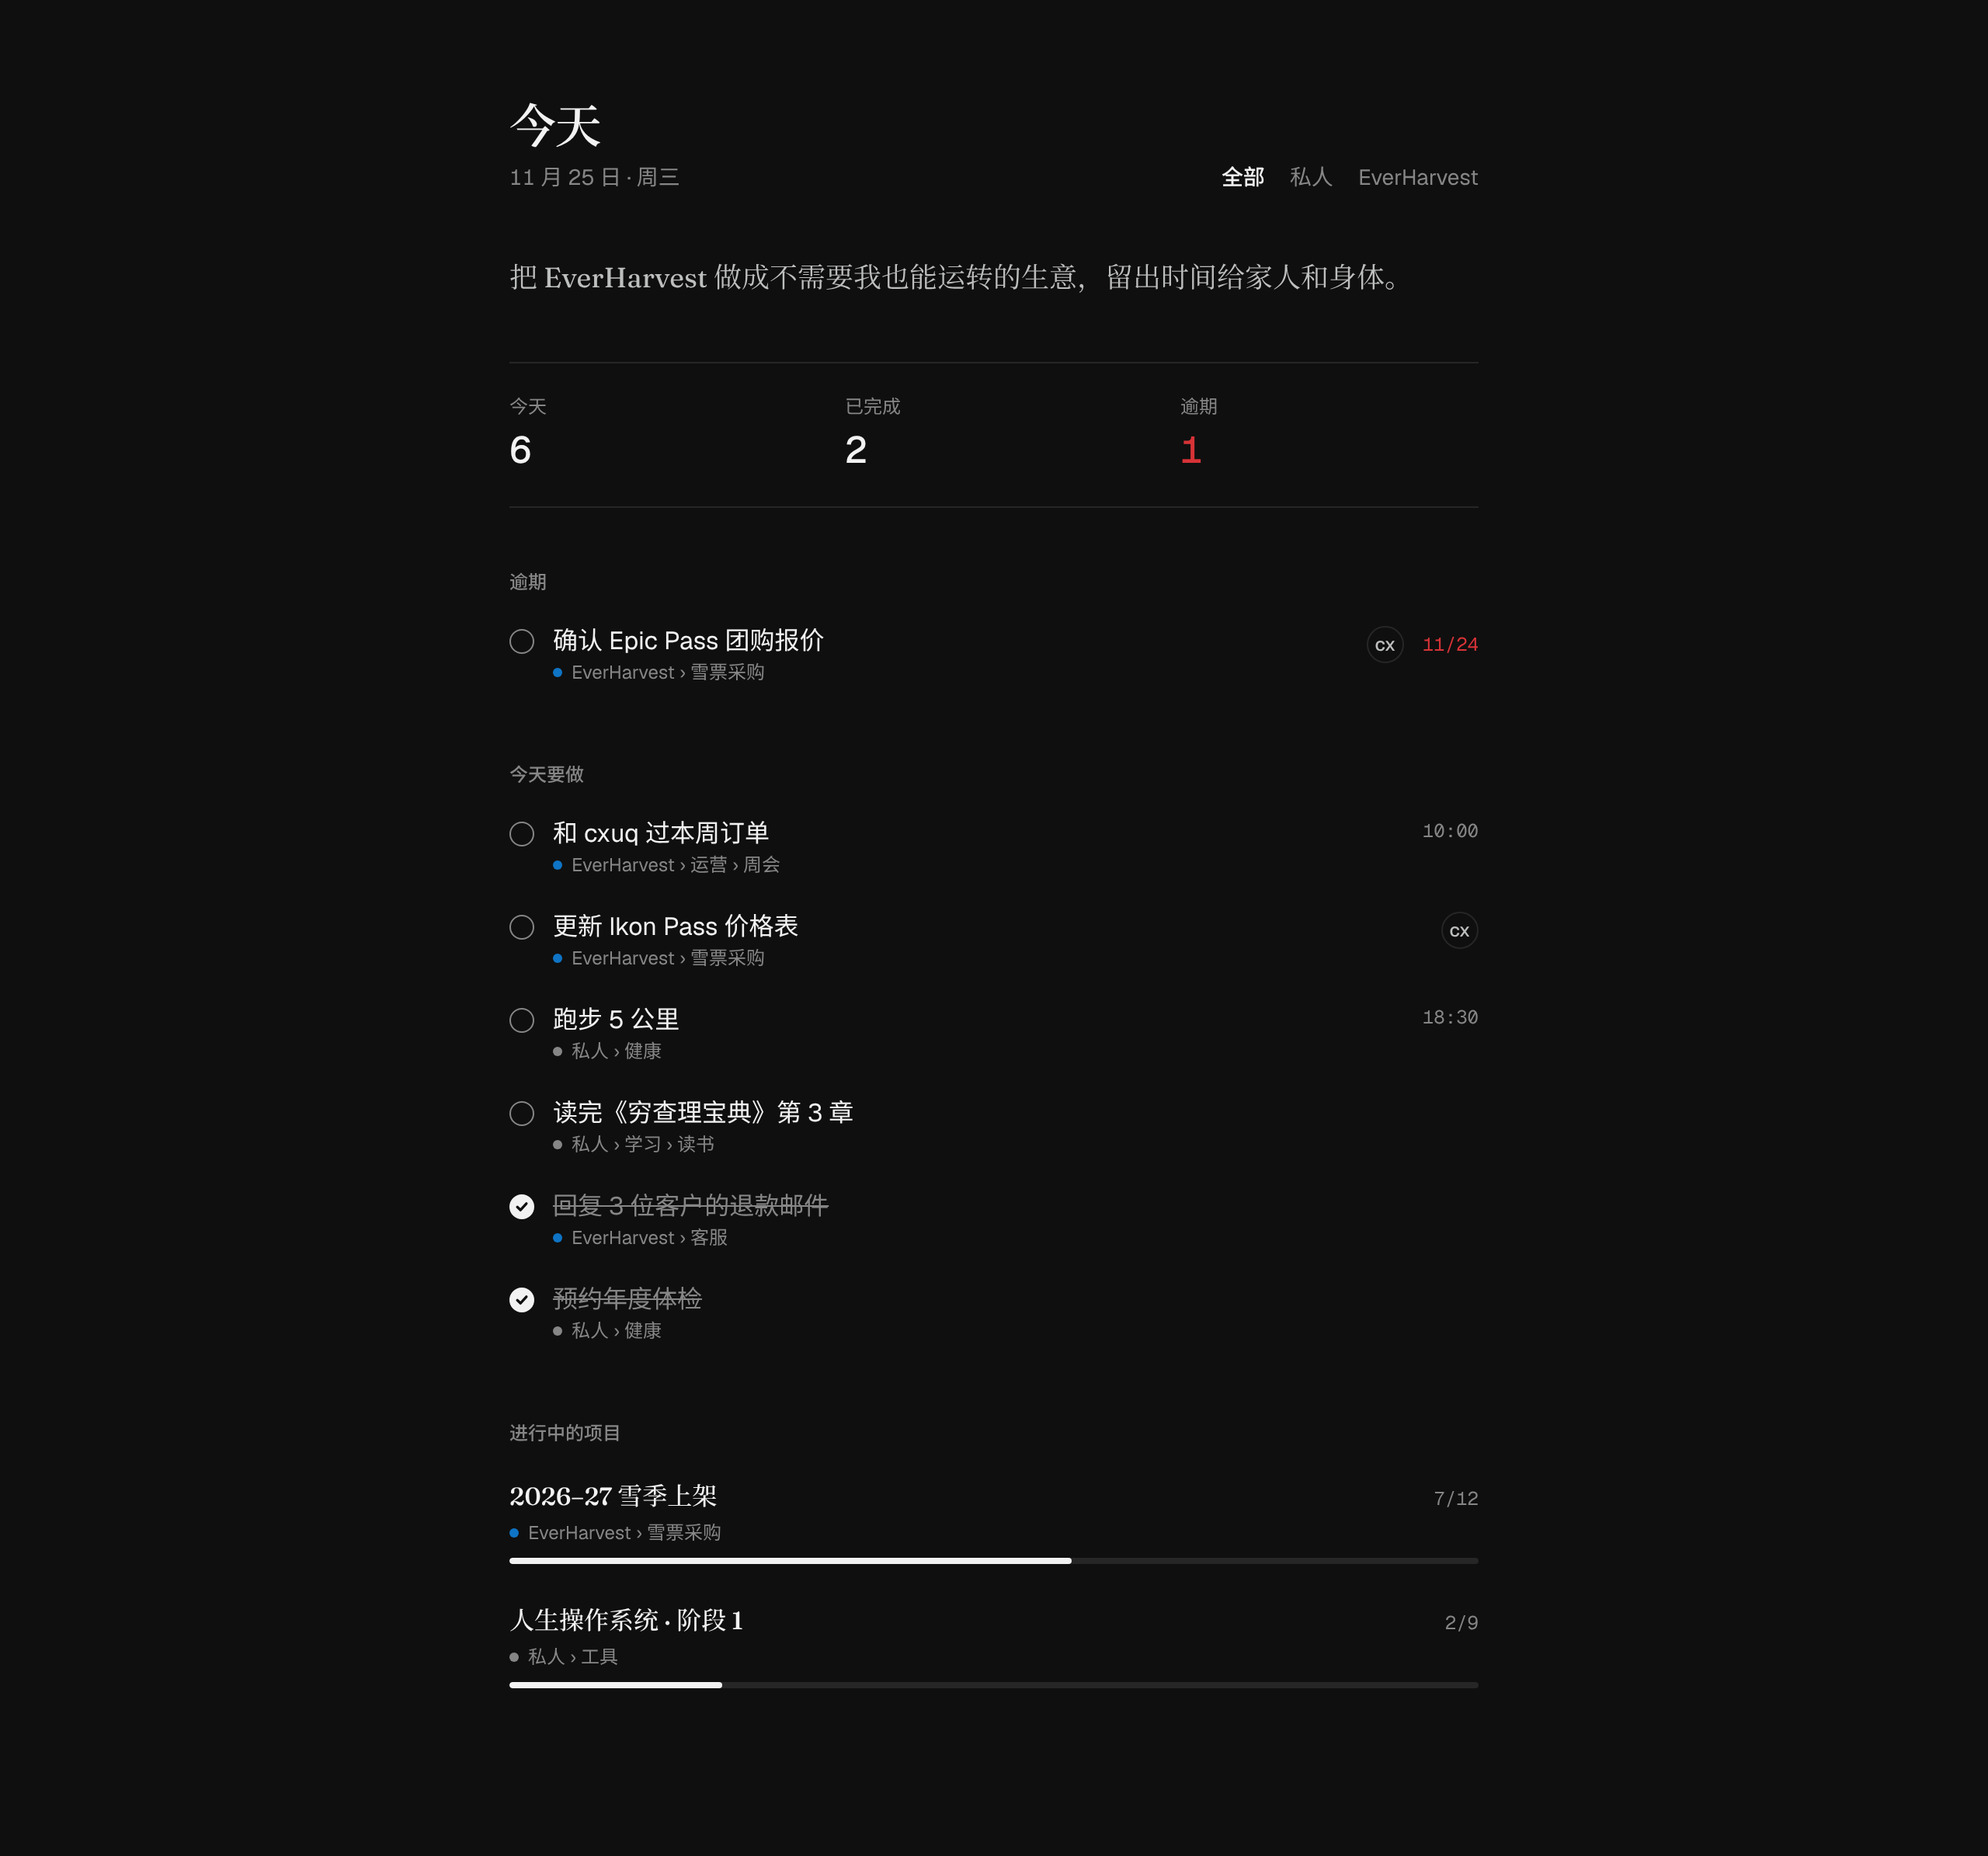 今天
11 月 25 日 · 周三
全部 私人 EverHarvest
把 EverHarvest 做成不需要我也能运转的生意，留出时间给家人和身体。
今天 已完成 逾期
6 2 1
逾期
确认 Epic Pass 团购报价 cx 11/24
EverHarvest › 雪票采购
今天要做
和 cxuq 过本周订单 10:00
EverHarvest › 运营 › 周会
更新 Ikon Pass 价格表 cx
EverHarvest › 雪票采购
跑步 5 公里 18:30
私人 › 健康
读完《穷查理宝典》第 3 章
私人 › 学习 › 读书
回复 3 位客户的退款邮件
EverHarvest › 客服
预约年度体检
私人 › 健康
进行中的项目
2026–27 雪季上架 7/12
EverHarvest › 雪票采购
人生操作系统 · 阶段 1 2/9
私人 › 工具